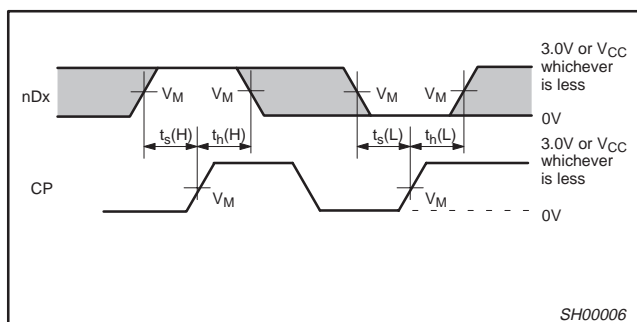 3.0V or VCC
whichever
is less
nDx
VM
VM
VM
VM
0V
ts(H)
th(H)
ts(L)
th(L)
3.0V or VCC
whichever
is less
CP
VM
VM
0V
SH00006